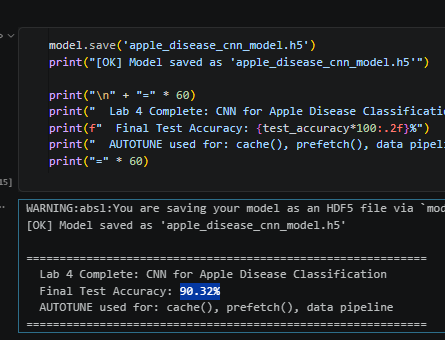 model.save('apple_disease_cnn_model.h5')
print("[OK] Model saved as 'apple_disease_cnn_model.h5'")
print("\n" + "=" * 60)
print("  Lab 4 Complete: CNN for Apple Disease Classificatio
print(f"  Final Test Accuracy: {test_accuracy*100:.2f}%")
print("  AUTOTUNE used for: cache(), prefetch(), data pipeli
print("=" * 60)
15]
WARNING:absl:You are saving your model as an HDF5 file via `mod
[OK] Model saved as 'apple_disease_cnn_model.h5'
============================================================
Lab 4 Complete: CNN for Apple Disease Classification
Final Test Accuracy: 90.32%
AUTOTUNE used for: cache(), prefetch(), data pipeline
============================================================